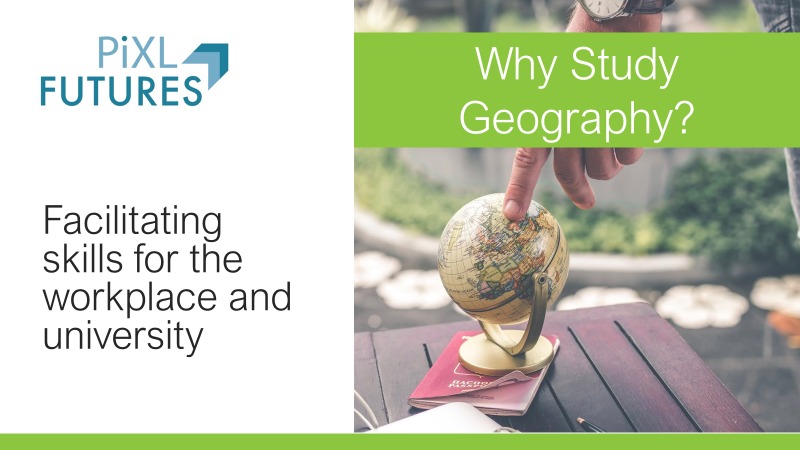 PiXL
FUTURES
Why Study
Geography?
Facilitating
skills for the
workplace and
university